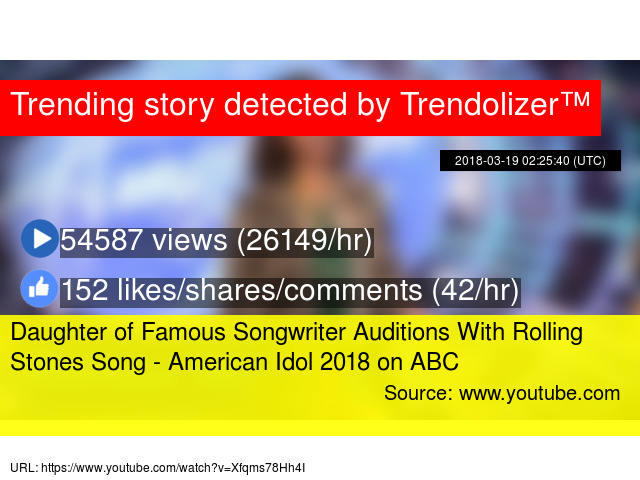 Trending story detected by Trendolizer™
2018-03-19 02:25:40 (UTC)
54587 views (26149/hr)
152 likes/shares/comments (42/hr)
Daughter of Famous Songwriter Auditions With Rolling
Stones Song - American Idol 2018 on ABC
Source: www.youtube.com
URL: https://www.youtube.com/watch?v=Xfqms78Hh4I